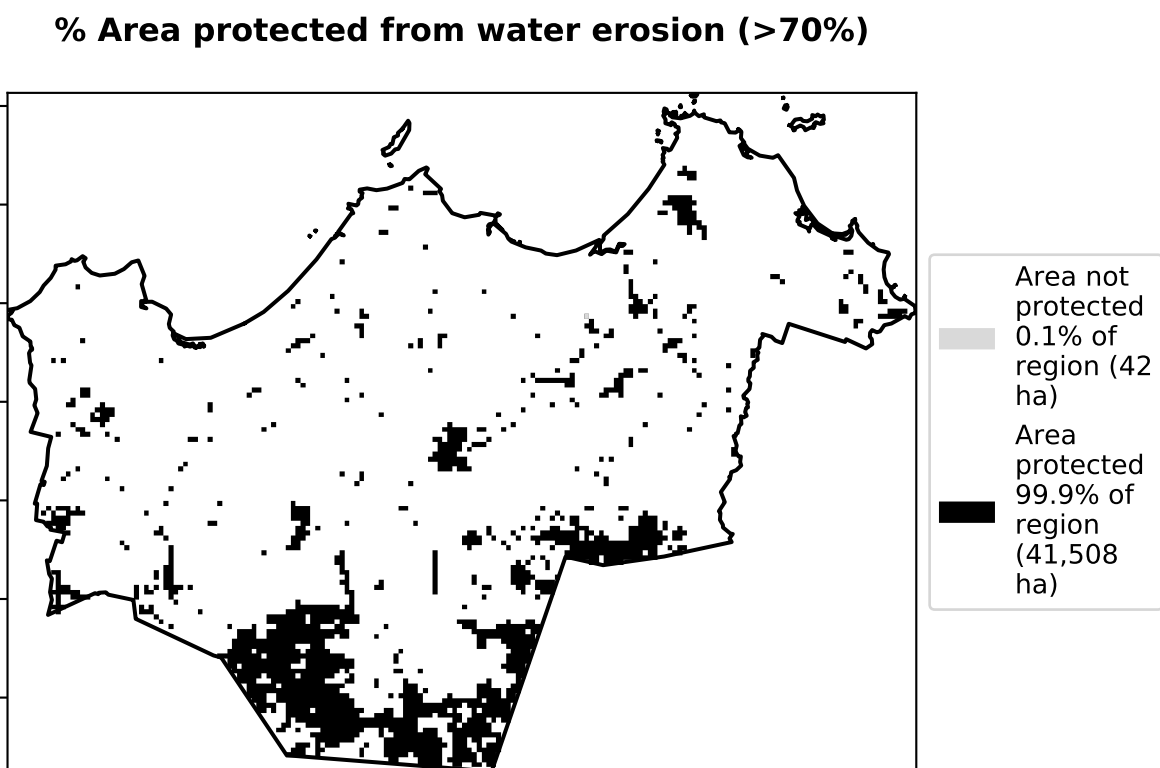 % Area protected from water erosion (>70%)
Area not
protected
0.1% of
region (42
ha)
Area
protected
99.9% of
region
(41,508
ha)